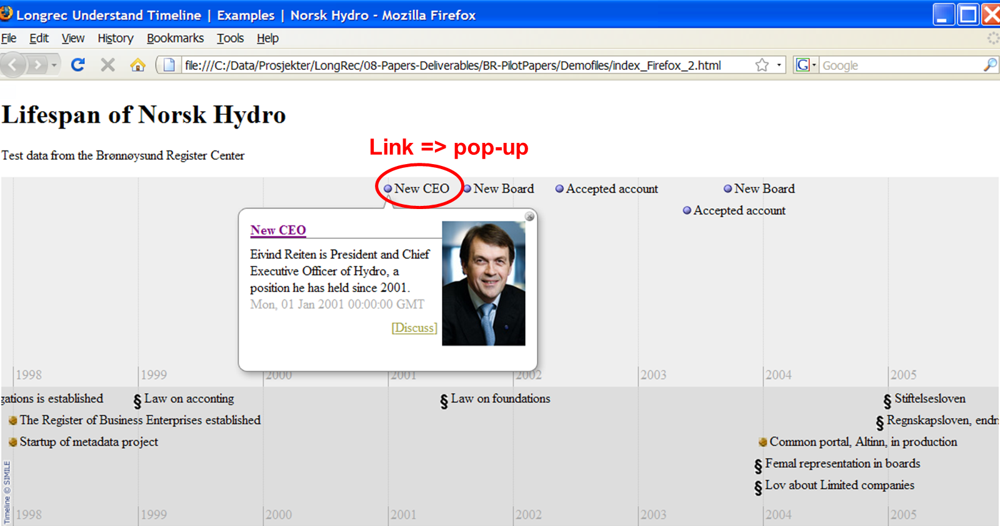 Longrec Understand Timeline | Examples | Norsk Hydro - Mozilla Firefox
File Edit View History Bookmarks Tools Help
file:///C:/Data/Prosjekter/LongRec/08-Papers-Deliverables/BR-PilotPapers/Demofiles/index_Firefox_2.html
G Google
Lifespan of Norsk Hydro
Link => pop-up
Test data from the Brønnøysund Register Center
New CEO New Board Accepted account New Board
Accepted account
New CEO
Eivind Reiten is President and Chief
Executive Officer of Hydro, a
position he has held since 2001.
Mon, 01 Jan 2001 00:00:00 GMT
[Discuss]
1998 1999 2000 2001 2002 2003 2004 2005
gations is established § Law on acconting § Law on foundations § Stiftelsesloven
The Register of Business Enterprises established § Regnskapsloven, endr
Startup of metadata project Common portal, Altinn, in production
§ Femal representation in boards
§ Lov about Limited companies
Timeline © SIMILE
1998 1999 2000 2001 2002 2003 2004 2005